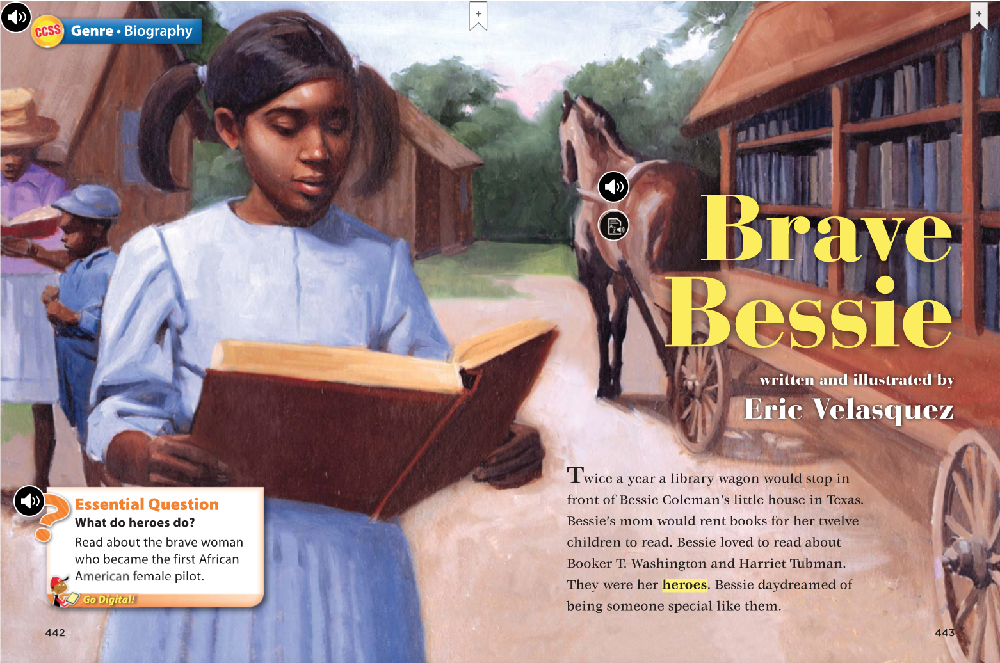 CCSS Genre • Biography
Essential Question
What do heroes do?
Read about the brave woman
who became the first African
American female pilot.
Go Digital!
442
Brave
Bessie
written and illustrated by
Eric Velasquez
Twice a year a library wagon would stop in
front of Bessie Coleman's little house in Texas.
Bessie's mom would rent books for her twelve
children to read. Bessie loved to read about
Booker T. Washington and Harriet Tubman.
They were her heroes. Bessie daydreamed of
being someone special like them.
443